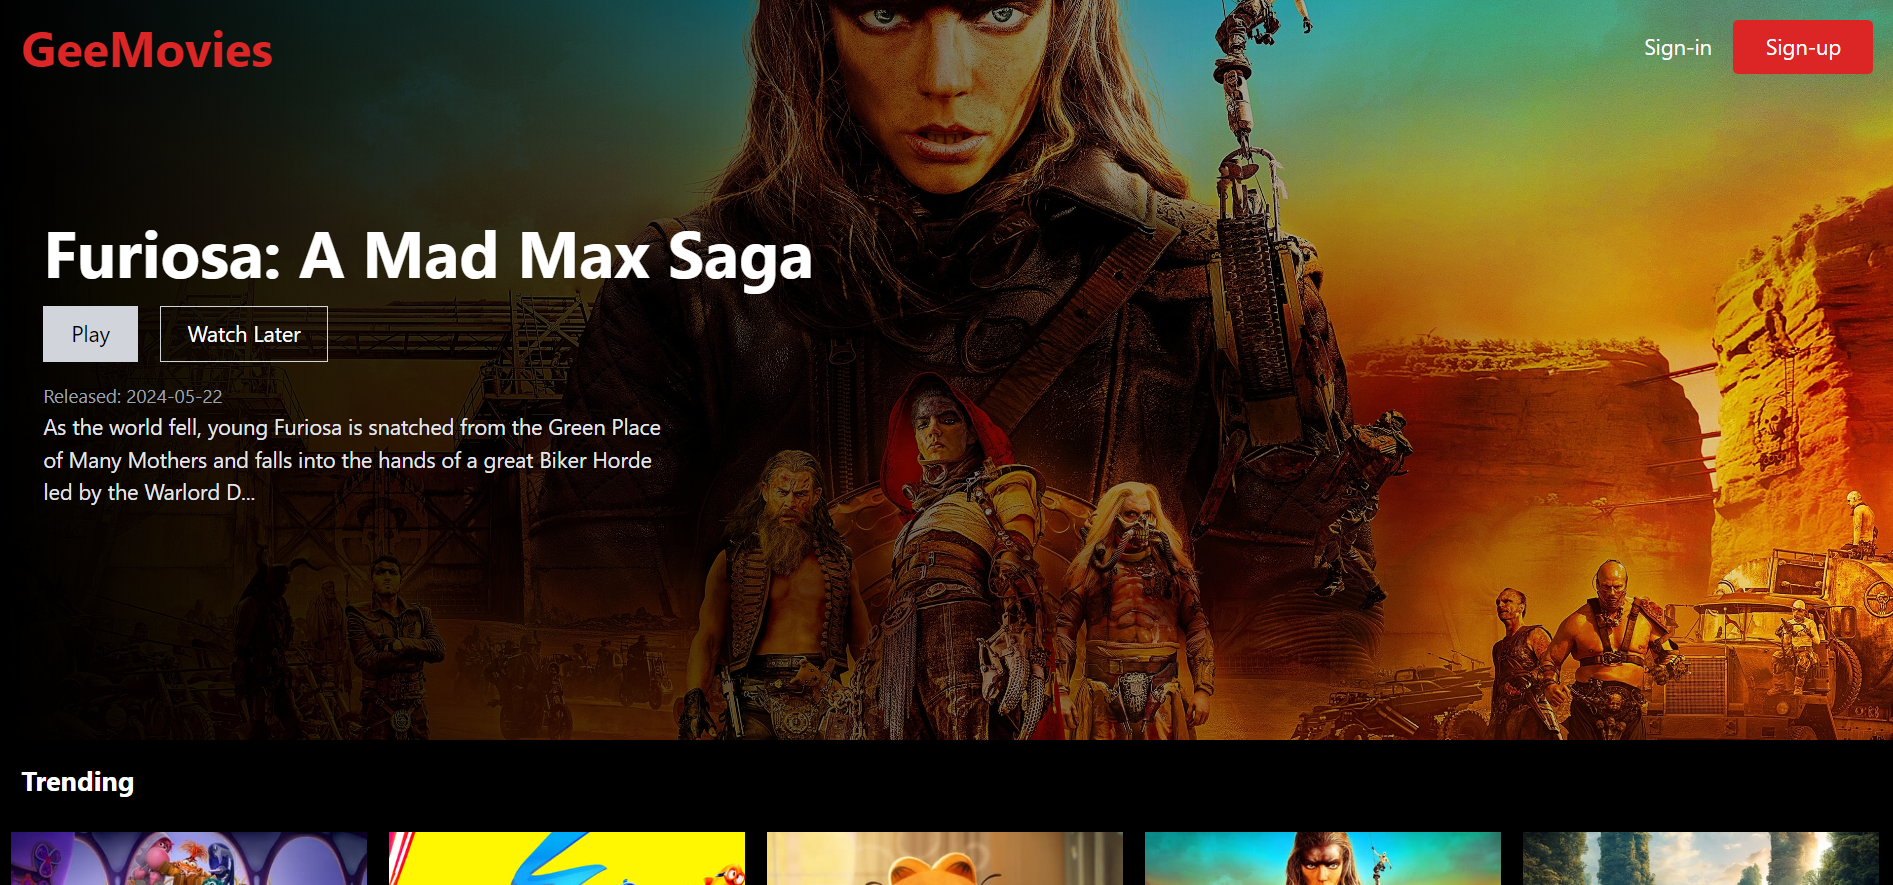 GeeMovies
Sign-in
Sign-up
Furiosa: A Mad Max Saga
Play
Watch Later
Released: 2024-05-22
As the world fell, young Furiosa is snatched from the Green Place
of Many Mothers and falls into the hands of a great Biker Horde
led by the Warlord D...
Trending